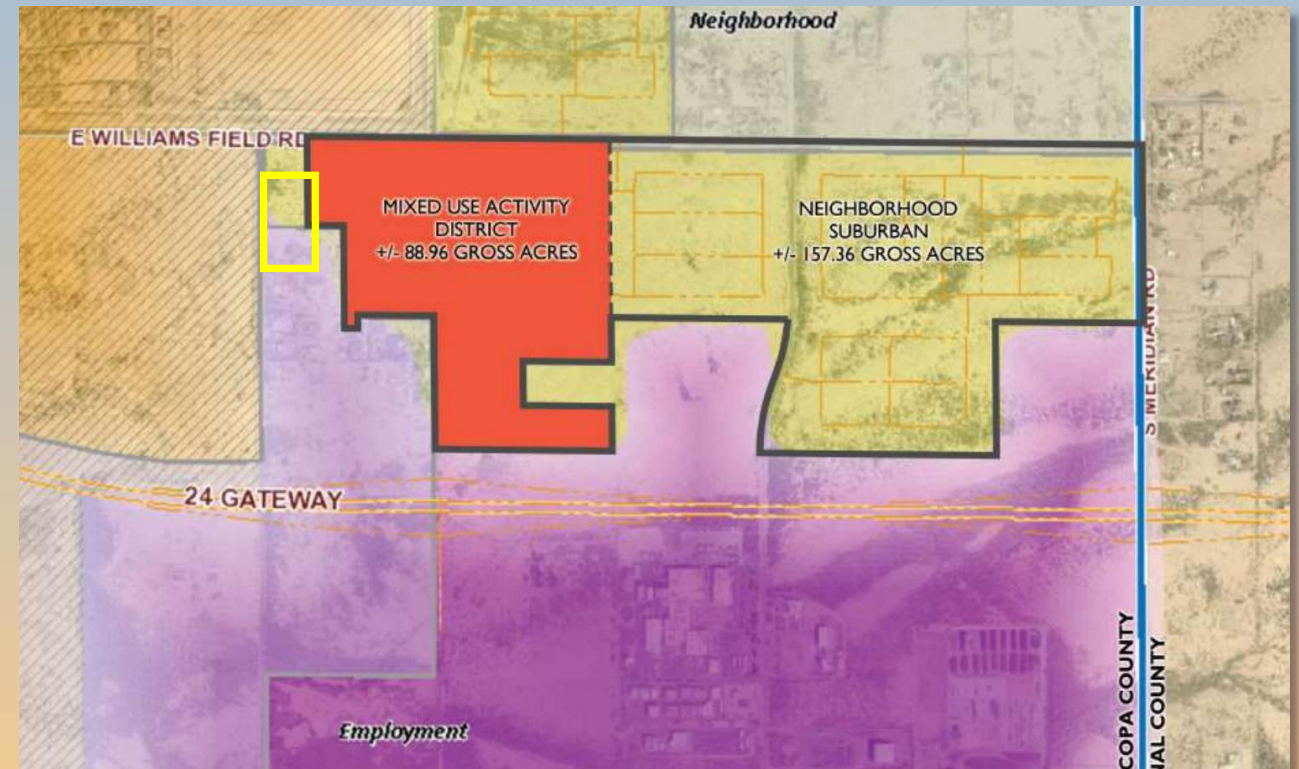 Neighborhood
E WILLIAMS FIELD RD
MIXED USE ACTIVITY
DISTRICT
+/- 88.96 GROSS ACRES
NEIGHBORHOOD
SUBURBAN
+/- 157.36 GROSS ACRES
S MERIDIAN RD
24 GATEWAY
Employment
COPA COUNTY
NAL COUNTY